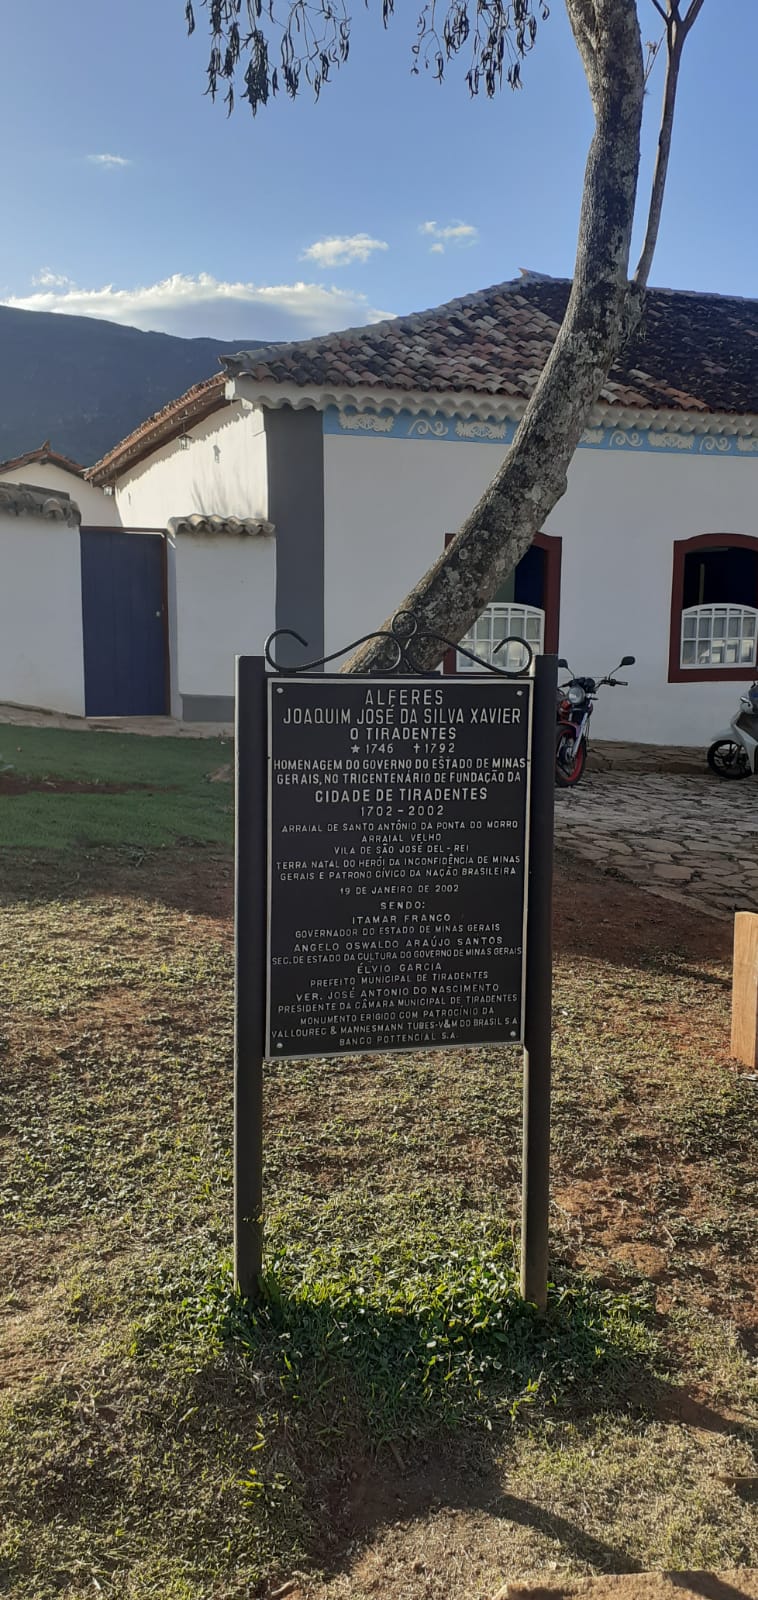 ALFERES
JOAQUIM JOSÉ DA SILVA XAVIER
O TIRADENTES
★ 1746 ✝ 1792
HOMENAGEM DO GOVERNO DO ESTADO DE MINAS
GERAIS, NO TRICENTENÁRIO DE FUNDAÇÃO DA
CIDADE DE TIRADENTES
1702 - 2002
ARRAIAL DE SANTO ANTÔNIO DA PONTA DO MORRO
ARRAIAL VELHO
VILA DE SÃO JOSÉ DEL-REI
TERRA NATAL DO HERÓI DA INCONFIDÊNCIA DE MINAS
GERAIS E PATRONO CÍVICO DA NAÇÃO BRASILEIRA
19 DE JANEIRO DE 2002
SENDO:
ITAMAR FRANCO
GOVERNADOR DO ESTADO DE MINAS GERAIS
ANGELO OSWALDO ARAÚJO SANTOS
SEC. DE ESTADO DA CULTURA DO GOVERNO DE MINAS GERAIS
ÉLVIO GARCIA
PREFEITO MUNICIPAL DE TIRADENTES
VER. JOSÉ ANTONIO DO NASCIMENTO
PRESIDENTE DA CÂMARA MUNICIPAL DE TIRADENTES
MONUMENTO ERIGIDO COM PATROCÍNIO DA
VALLOUREC & MANNESMANN TUBES-V&M DO BRASIL S.A
BANCO POTTENCIAL S.A.